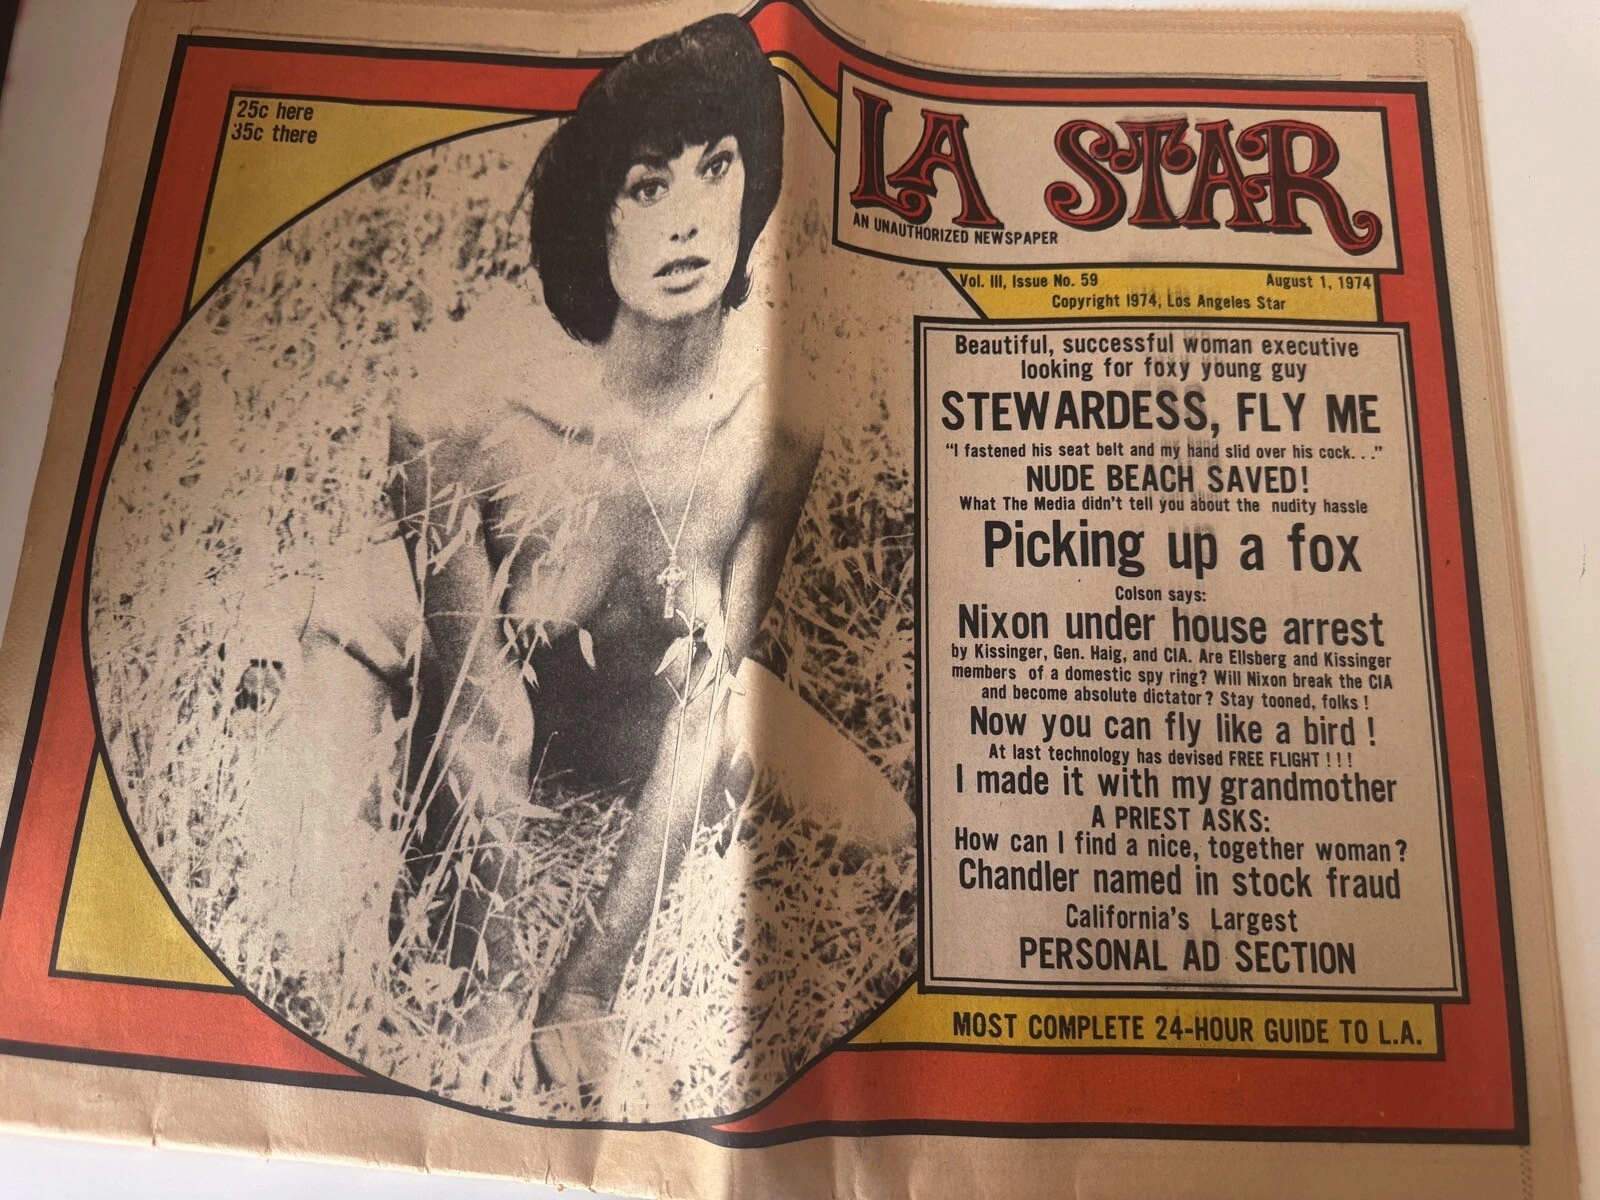 25c here
35c there
LA STAR
AN UNAUTHORIZED NEWSPAPER
Vol. III, Issue No. 59 August 1, 1974
Copyright 1974, Los Angeles Star
Beautiful, successful woman executive
looking for foxy young guy
STEWARDESS, FLY ME
“I fastened his seat belt and my hand slid over his cock. . .”
NUDE BEACH SAVED!
What The Media didn't tell you about the nudity hassle
Picking up a fox
Colson says:
Nixon under house arrest
by Kissinger, Gen. Haig, and CIA. Are Ellsberg and Kissinger
members of a domestic spy ring? Will Nixon break the CIA
and become absolute dictator? Stay tooned, folks !
Now you can fly like a bird !
At last technology has devised FREE FLIGHT ! ! !
I made it with my grandmother
A PRIEST ASKS:
How can I find a nice, together woman?
Chandler named in stock fraud
California's Largest
PERSONAL AD SECTION
MOST COMPLETE 24-HOUR GUIDE TO L.A.